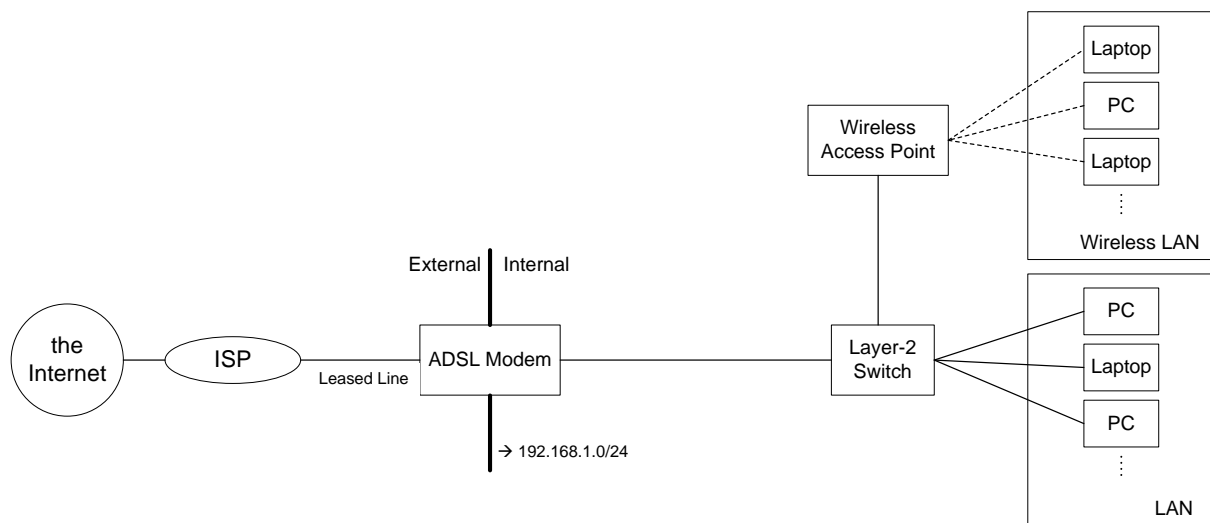 Laptop
PC
Laptop
Wireless LAN
Wireless
Access Point
External
Internal
the
Internet
ISP
Leased Line
ADSL Modem
→ 192.168.1.0/24
Layer-2
Switch
PC
Laptop
PC
LAN